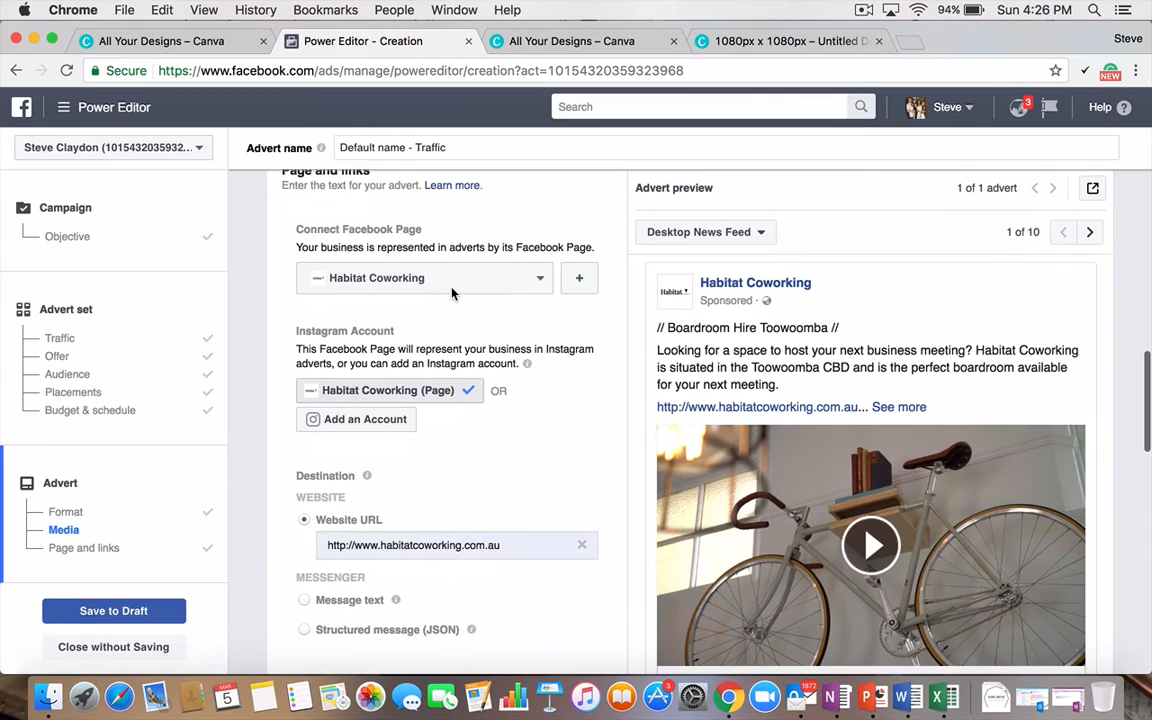 Chrome File Edit View History Bookmarks People Window Help 94% Sun 4:26 PM
All Your Designs – Canva
Power Editor - Creation
All Your Designs – Canva
1080px x 1080px – Untitled D
Steve
Secure https://www.facebook.com/ads/manage/powereditor/creation?act=10154320359323968
NEW
Power Editor
Search
Steve
3
Help
Steve Claydon (1015432035932...
Advert name
Default name - Traffic
Campaign
Objective
Advert set
Traffic
Offer
Audience
Placements
Budget & schedule
Advert
Format
Media
Page and links
Save to Draft
Close without Saving
Page and links
Enter the text for your advert. Learn more.
Connect Facebook Page
Your business is represented in adverts by its Facebook Page.
Habitat Coworking
+
Instagram Account
This Facebook Page will represent your business in Instagram
adverts, or you can add an Instagram account.
Habitat Coworking (Page) OR
Add an Account
Destination
WEBSITE
Website URL
http://www.habitatcoworking.com.au
MESSENGER
Message text
Structured message (JSON)
Advert preview
1 of 1 advert
Desktop News Feed
1 of 10
Habitat
Habitat Coworking
Sponsored ·
// Boardroom Hire Toowoomba //
Looking for a space to host your next business meeting? Habitat Coworking
is situated in the Toowoomba CBD and is the perfect boardroom available
for your next meeting.
http://www.habitatcoworking.com.au... See more
MAR
5
3
1872